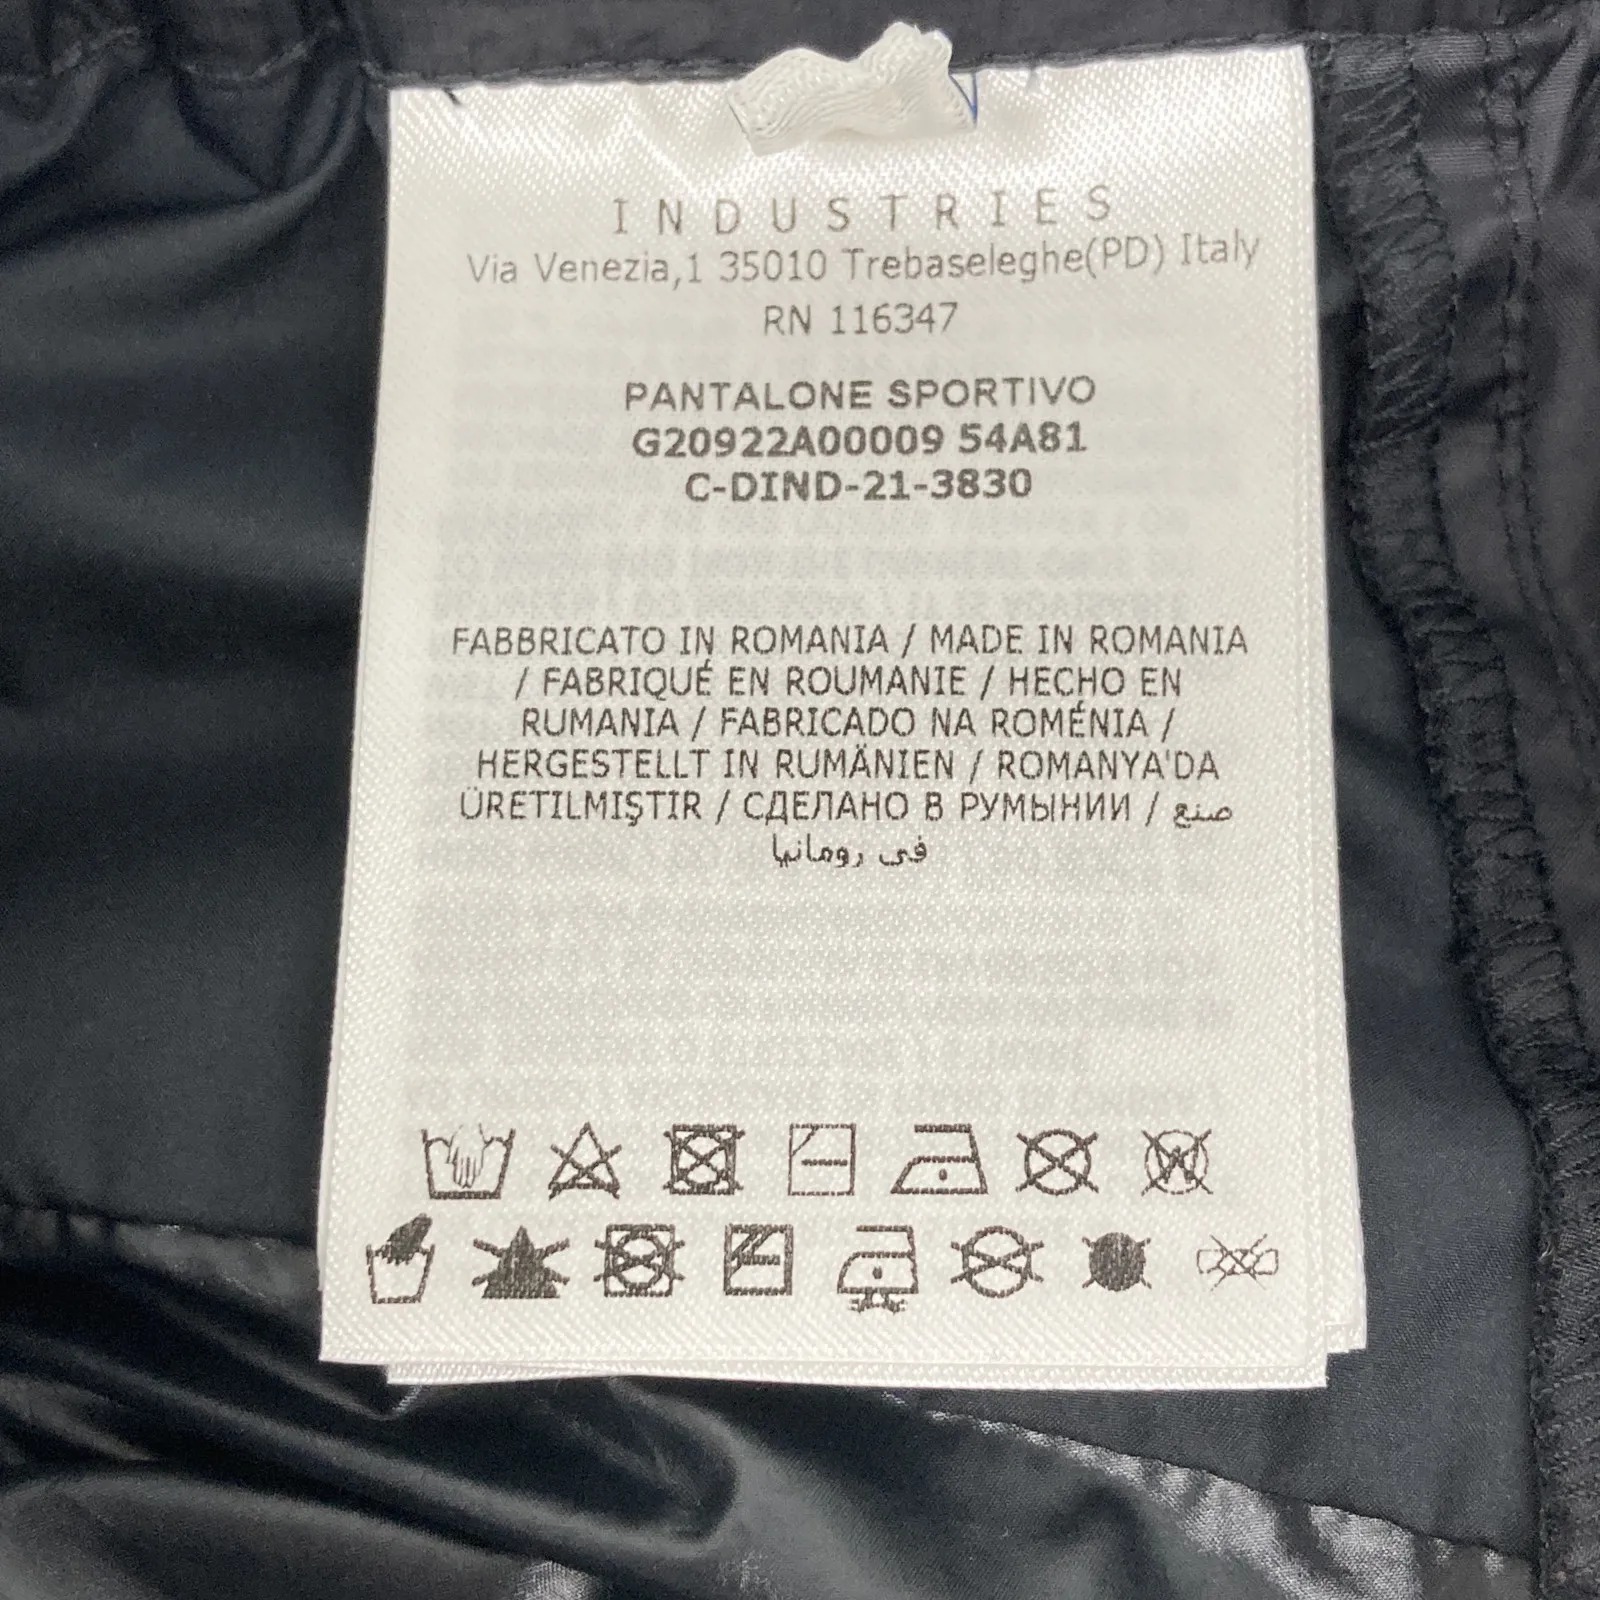 INDUSTRIES
Via Venezia,1 35010 Trebaseleghe(PD) Italy
RN 116347
PANTALONE SPORTIVO
G20922A00009 54A81
C-DIND-21-3830
FABBRICATO IN ROMANIA / MADE IN ROMANIA
/ FABRIQUÉ EN ROUMANIE / HECHO EN
RUMANIA / FABRICADO NA ROMÉNIA /
HERGESTELLT IN RUMÄNIEN / ROMANYA'DA
ÜRETILMIŞTIR / СДЕЛАНО В РУМЫНИИ / صنع
في رومانيا